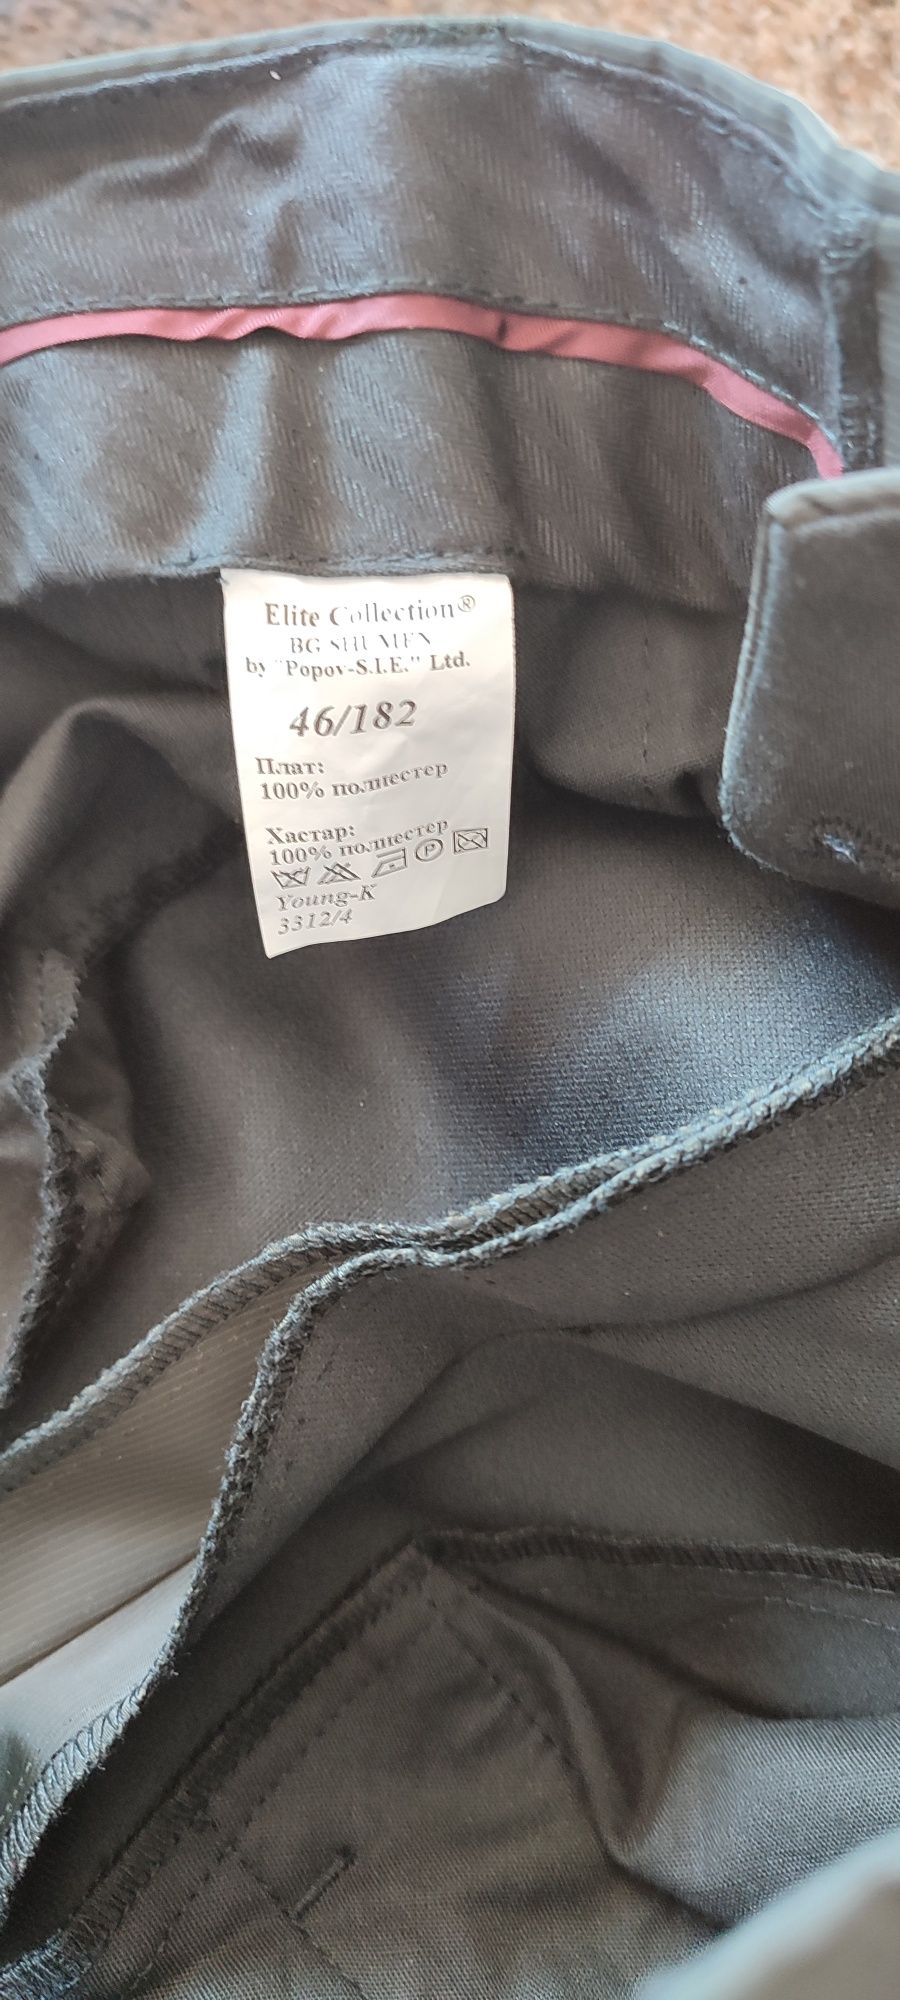 Elite Collection®
BG SHUMEN
by "Popov-S.I.E." Ltd.
46/182
Плат:
100% полиестер
Хастар:
100% полиестер
P
Young-K
3312/4